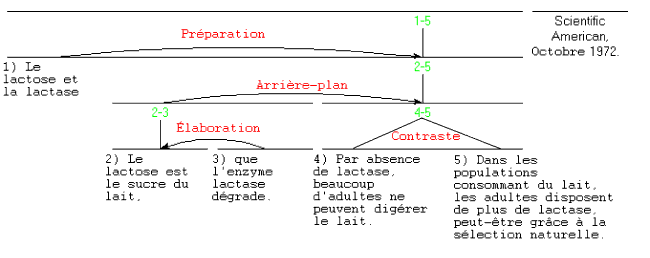 1-5
Scientific
American,
Octobre 1972.
Préparation
2-5
1) Le
lactose et
la lactase
Arrière-plan
2-3
4-5
Élaboration
Contraste
2) Le
lactose est
le sucre du
lait,
3) que
l'enzyme
lactase
dégrade.
4) Par absence
de lactase,
beaucoup
d'adultes ne
peuvent digérer
le lait.
5) Dans les
populations
consommant du lait,
les adultes disposent
de plus de lactase,
peut-être grâce à la
sélection naturelle.